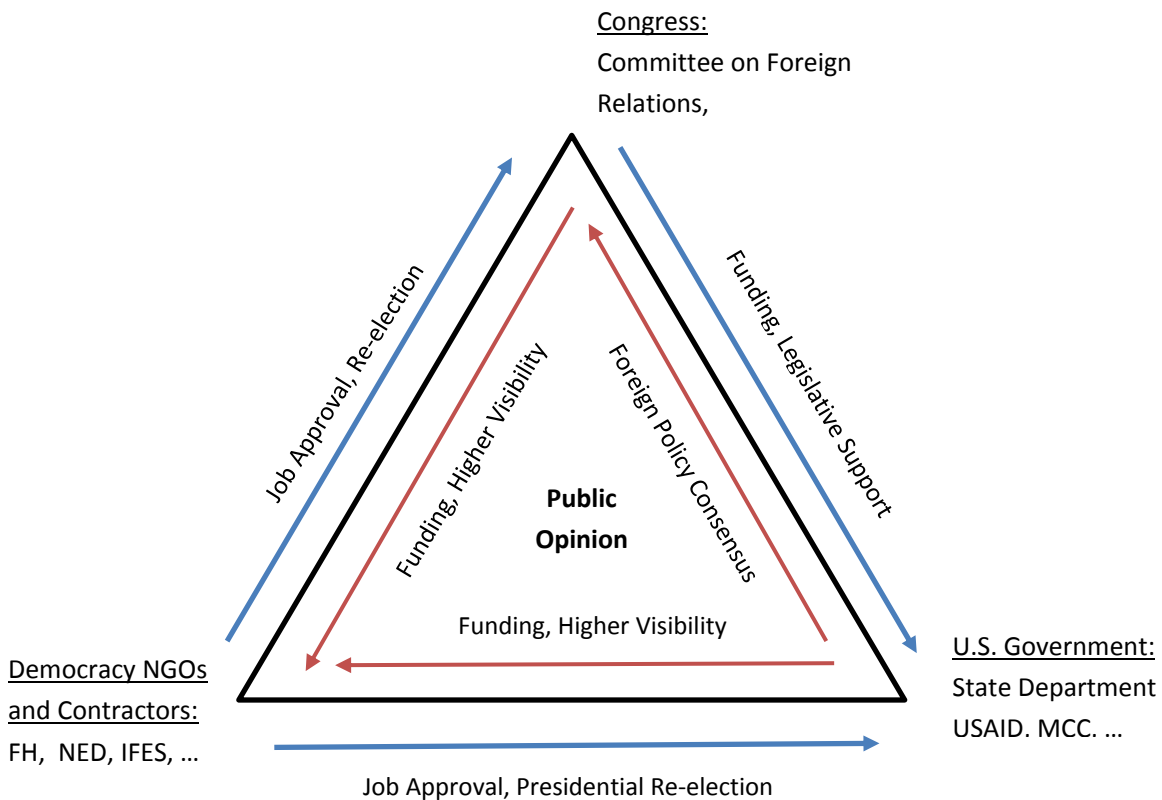 Congress:
Committee on Foreign
Relations,
Job Approval, Re-election
Funding, Higher Visibility
Foreign Policy Consensus
Funding, Legislative Support
Public
Opinion
Funding, Higher Visibility
Democracy NGOs
and Contractors:
FH, NED, IFES, …
U.S. Government:
State Department
USAID. MCC. …
Job Approval, Presidential Re-election